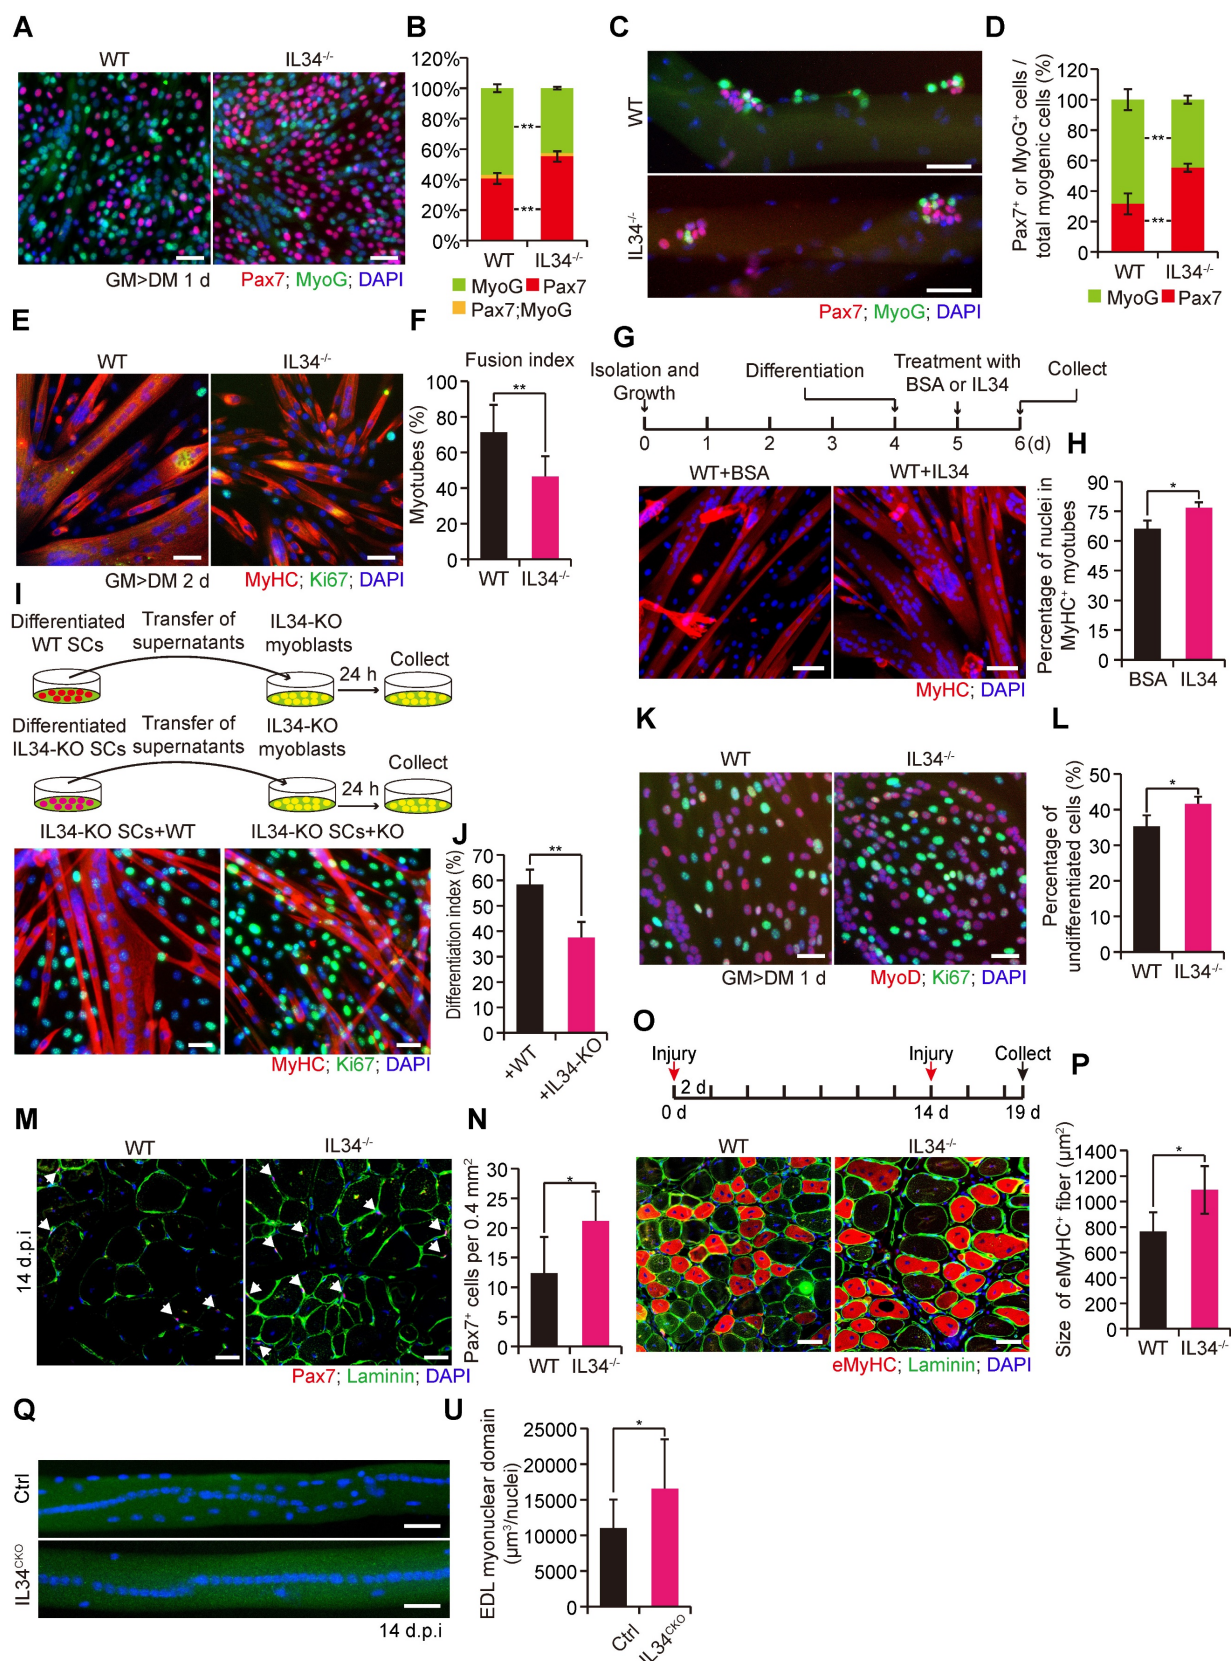 A
WT
IL34-/-
GM>DM 1 d
Pax7; MyoG; DAPI
B
120%
100%
80%
60%
40%
20%
0%
**
**
WT
IL34-/-
MyoG
Pax7
Pax7;MyoG
C
WT
IL34-/-
Pax7; MyoG; DAPI
D
Pax7+ or MyoG+ cells /
total myogenic cells (%)
120
100
80
60
40
20
0
**
**
WT
IL34-/-
MyoG
Pax7
E
WT
IL34-/-
GM>DM 2 d
MyHC; Ki67; DAPI
F
Fusion index
Myotubes (%)
100
80
60
40
20
0
**
WT
IL34-/-
G
Isolation and
Growth
Differentiation
Treatment with
BSA or IL34
Collect
0
1
2
3
4
5
6(d)
WT+BSA
WT+IL34
MyHC; DAPI
H
Percentage of nuclei in
MyHC+ myotubes
90
75
60
45
30
15
0
*
BSA
IL34
I
Differentiated
WT SCs
Transfer of
supernatants
IL34-KO
myoblasts
24 h
Collect
Differentiated
IL34-KO SCs
Transfer of
supernatants
IL34-KO
myoblasts
24 h
Collect
IL34-KO SCs+WT
IL34-KO SCs+KO
MyHC; Ki67; DAPI
J
Differentiation index (%)
70
60
50
40
30
20
10
0
**
+WT
+IL34-KO
K
WT
IL34-/-
GM>DM 1 d
MyoD; Ki67; DAPI
L
Percentage of
undifferentiated cells (%)
50
40
30
20
10
0
*
WT
IL34-/-
M
WT
IL34-/-
14 d.p.i
Pax7; Laminin; DAPI
N
Pax7+ cells per 0.4 mm2
30
25
20
15
10
5
0
*
WT
IL34-/-
O
Injury
2 d
Injury
Collect
0 d
14 d
19 d
WT
IL34-/-
eMyHC; Laminin; DAPI
P
Size of eMyHC+ fiber (µm2)
1400
1200
1000
800
600
400
200
0
*
WT
IL34-/-
Q
Ctrl
IL34CKO
14 d.p.i
U
EDL myonuclear domain
(µm3/nuclei)
25000
20000
15000
10000
5000
0
*
Ctrl
IL34CKO